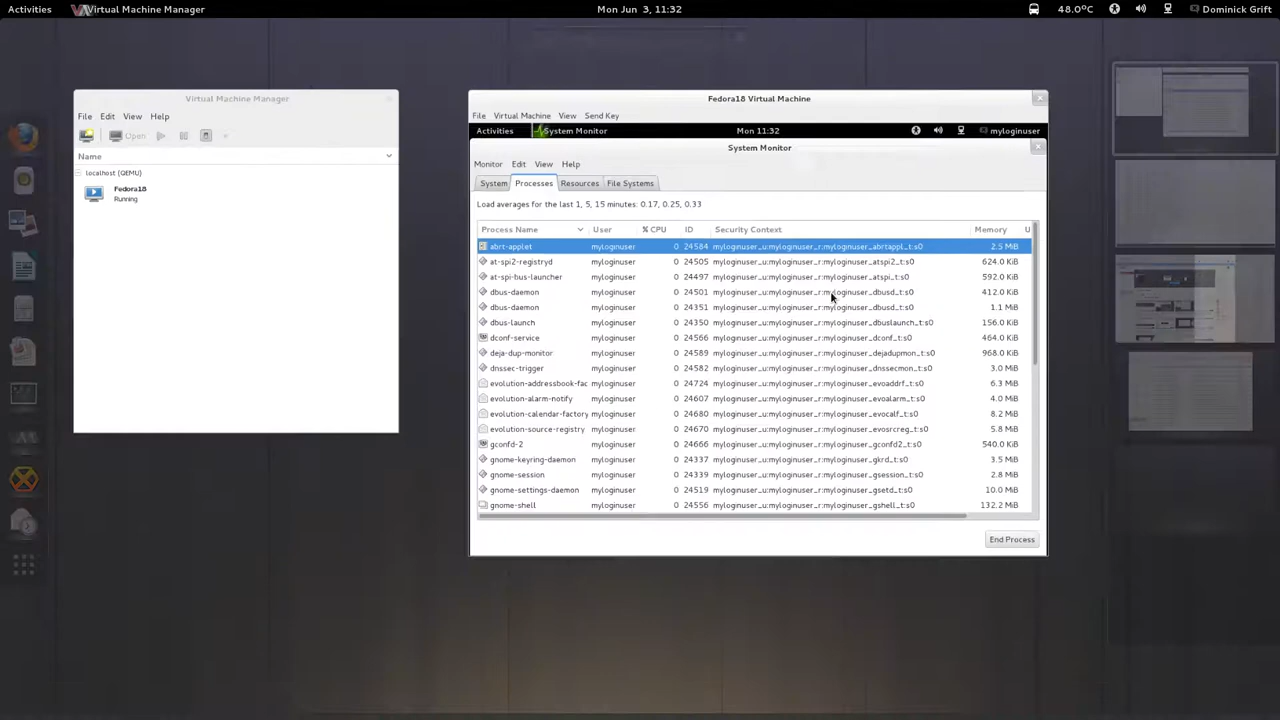 Activities Virtual Machine Manager Mon Jun 3, 11:32 48.0°C Dominick Grift
Virtual Machine Manager
File Edit View Help
Open
Name
localhost (QEMU)
Fedora18
Running
Fedora18 Virtual Machine
File Virtual Machine View Send Key
Activities System Monitor Mon 11:32 myloginuser
System Monitor
Monitor Edit View Help
System Processes Resources File Systems
Load averages for the last 1, 5, 15 minutes: 0.17, 0.25, 0.33
Process Name User % CPU ID Security Context Memory U
abrt-applet myloginuser 0 24584 myloginuser_u:myloginuser_r:myloginuser_abrtappl_t:s0 2.5 MiB
at-spi2-registryd myloginuser 0 24505 myloginuser_u:myloginuser_r:myloginuser_atspi2_t:s0 624.0 KiB
at-spi-bus-launcher myloginuser 0 24497 myloginuser_u:myloginuser_r:myloginuser_atspi_t:s0 592.0 KiB
dbus-daemon myloginuser 0 24501 myloginuser_u:myloginuser_r:myloginuser_dbusd_t:s0 412.0 KiB
dbus-daemon myloginuser 0 24351 myloginuser_u:myloginuser_r:myloginuser_dbusd_t:s0 1.1 MiB
dbus-launch myloginuser 0 24350 myloginuser_u:myloginuser_r:myloginuser_dbuslaunch_t:s0 156.0 KiB
dconf-service myloginuser 0 24566 myloginuser_u:myloginuser_r:myloginuser_dconf_t:s0 464.0 KiB
deja-dup-monitor myloginuser 0 24589 myloginuser_u:myloginuser_r:myloginuser_dejadupmon_t:s0 968.0 KiB
dnssec-trigger myloginuser 0 24582 myloginuser_u:myloginuser_r:myloginuser_dnssecmon_t:s0 3.0 MiB
evolution-addressbook-fac myloginuser 0 24724 myloginuser_u:myloginuser_r:myloginuser_evoaddrf_t:s0 6.3 MiB
evolution-alarm-notify myloginuser 0 24607 myloginuser_u:myloginuser_r:myloginuser_evoalarm_t:s0 4.0 MiB
evolution-calendar-factory myloginuser 0 24680 myloginuser_u:myloginuser_r:myloginuser_evocalf_t:s0 8.2 MiB
evolution-source-registry myloginuser 0 24670 myloginuser_u:myloginuser_r:myloginuser_evosrcreg_t:s0 5.8 MiB
gconfd-2 myloginuser 0 24666 myloginuser_u:myloginuser_r:myloginuser_gconfd2_t:s0 540.0 KiB
gnome-keyring-daemon myloginuser 0 24337 myloginuser_u:myloginuser_r:myloginuser_gkrd_t:s0 3.5 MiB
gnome-session myloginuser 0 24339 myloginuser_u:myloginuser_r:myloginuser_gsession_t:s0 2.8 MiB
gnome-settings-daemon myloginuser 0 24519 myloginuser_u:myloginuser_r:myloginuser_gsetd_t:s0 10.0 MiB
gnome-shell myloginuser 0 24556 myloginuser_u:myloginuser_r:myloginuser_gshell_t:s0 132.2 MiB
End Process